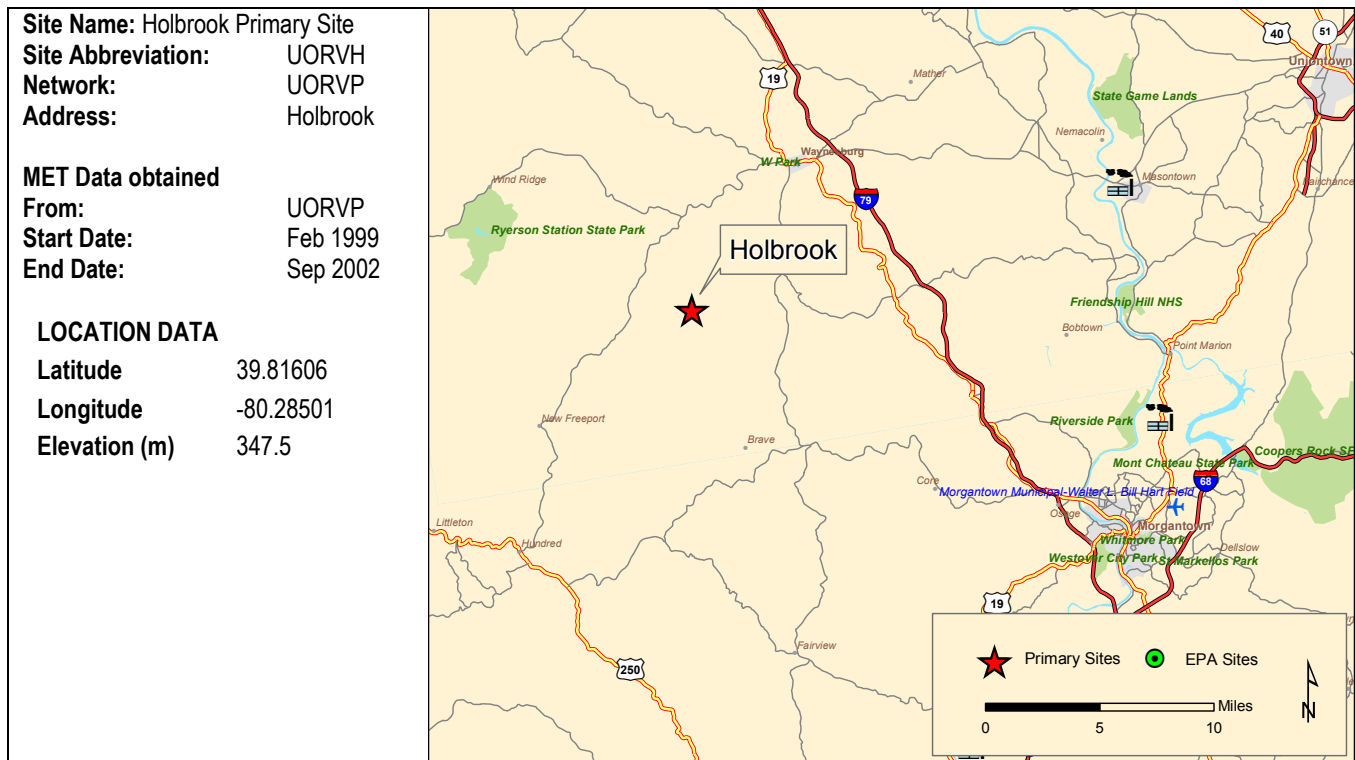 Site Name: Holbrook Primary Site
Site Abbreviation: UORVH
Network: UORVP
Address: Holbrook
MET Data obtained
From: UORVP
Start Date: Feb 1999
End Date: Sep 2002
LOCATION DATA
Latitude 39.81606
Longitude -80.28501
Elevation (m) 347.5
40
51
Uniontown
19
Mather
State Game Lands
Nemacolin
Waynesburg
W Park
Masontown
Wind Ridge
Fairchance
79
Ryerson Station State Park
Holbrook
Friendship Hill NHS
Bobtown
Point Marion
New Freeport
Riverside Park
Brave
Coopers Rock SF
Mont Chateau State Park
Core
68
Morgantown Municipal-Walter L. Bill Hart Field
Osage
Littleton
Morgantown
Hundred
Whitmore Park
Dellslow
Westover City Park
St Markellos Park
19
Fairview
250
Primary Sites
EPA Sites
Miles
0 5 10
N